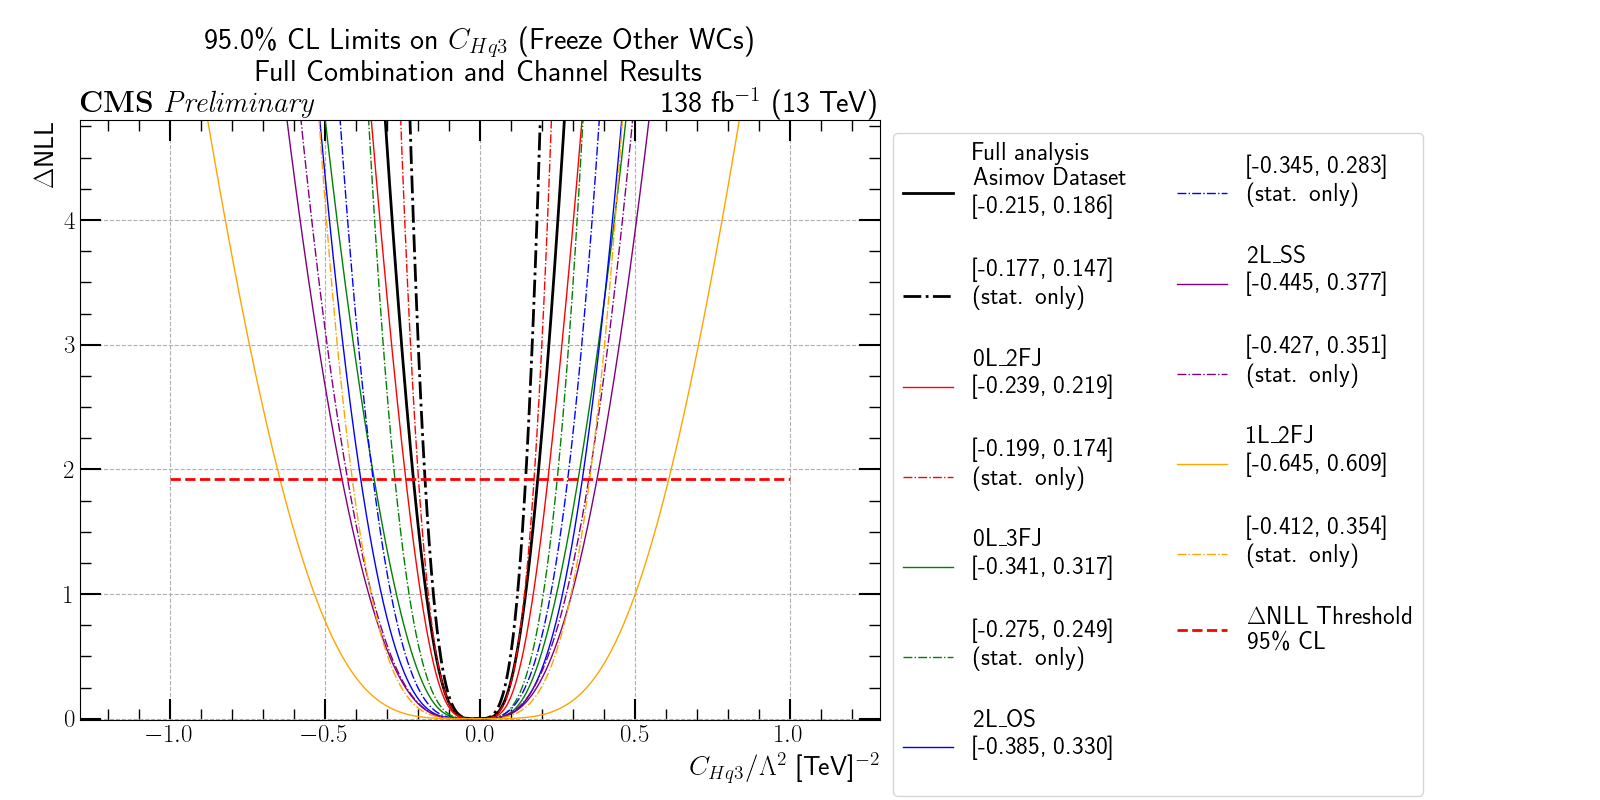 95.0% CL Limits on C_{Hq3} (Freeze Other WCs)
Full Combination and Channel Results
CMS Preliminary
138 fb^{-1} (13 TeV)
ΔNLL
4
3
2
1
0
−1.0
−0.5
0.0
0.5
1.0
C_{Hq3}/Λ^2 [TeV]^{-2}
Full analysis
Asimov Dataset
[-0.215, 0.186]
[-0.177, 0.147]
(stat. only)
0L_2FJ
[-0.239, 0.219]
[-0.199, 0.174]
(stat. only)
0L_3FJ
[-0.341, 0.317]
[-0.275, 0.249]
(stat. only)
2L_OS
[-0.385, 0.330]
[-0.345, 0.283]
(stat. only)
2L_SS
[-0.445, 0.377]
[-0.427, 0.351]
(stat. only)
1L_2FJ
[-0.645, 0.609]
[-0.412, 0.354]
(stat. only)
ΔNLL Threshold
95% CL